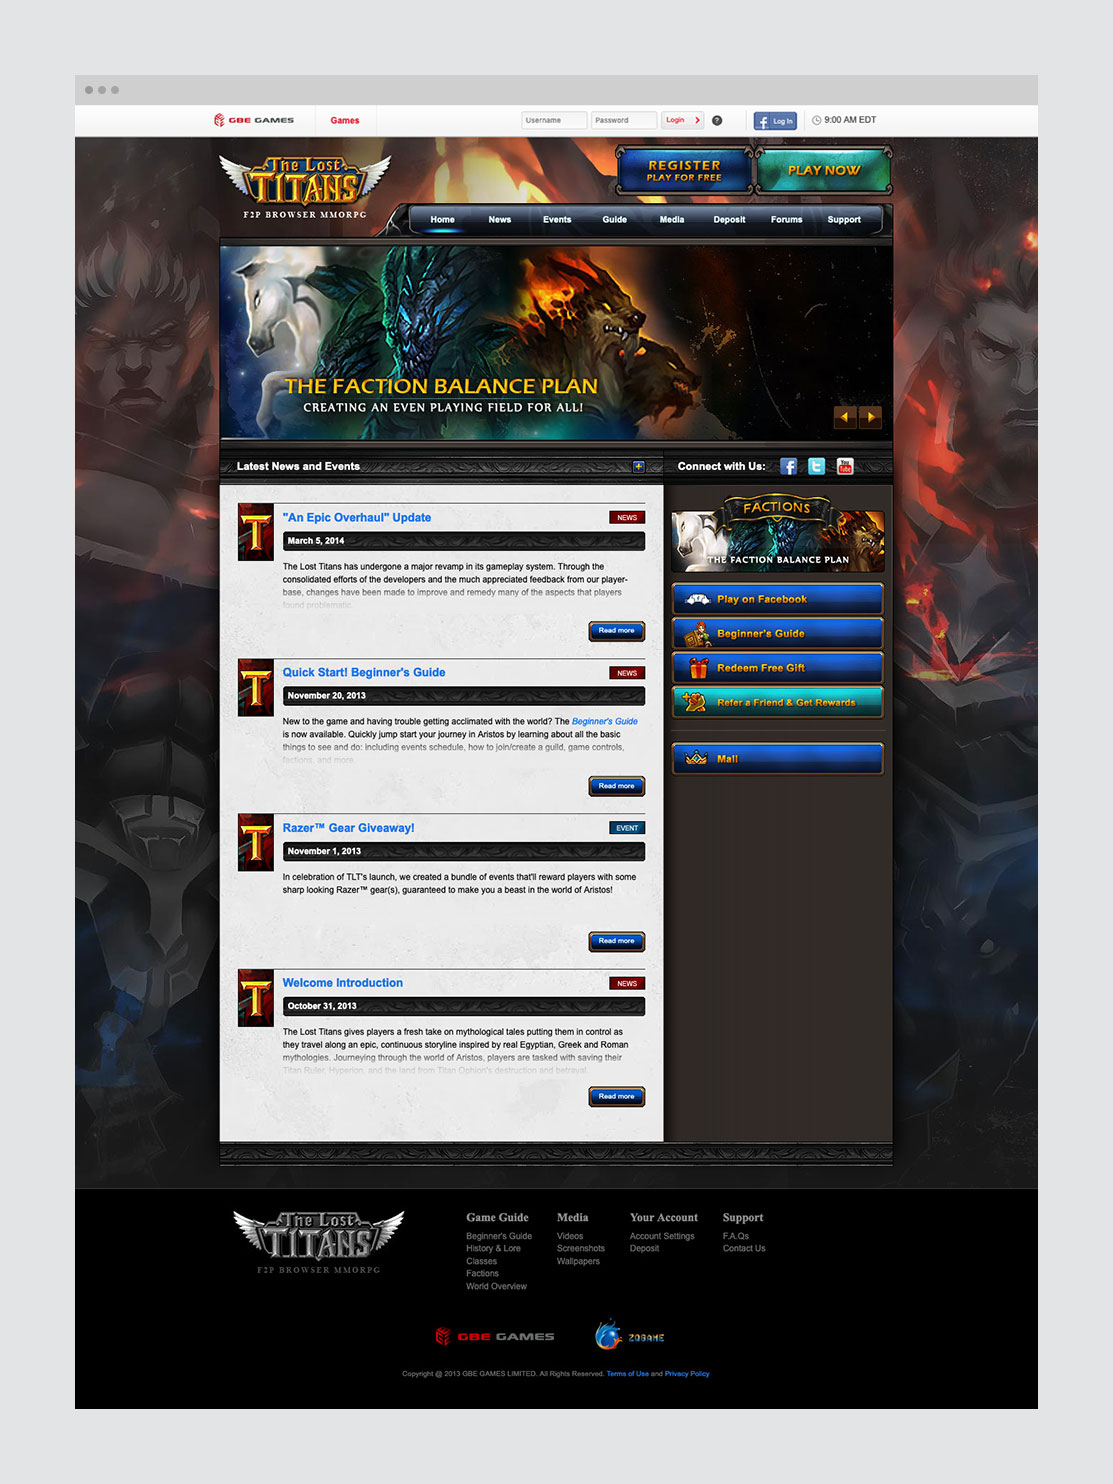 GBE GAMES
Games
Username
Password
Login
?
f Log In
9:00 AM EDT
The Lost
TITANS
F2P BROWSER MMORPG
REGISTER
PLAY FOR FREE
PLAY NOW
Home
News
Events
Guide
Media
Deposit
Forums
Support
THE FACTION BALANCE PLAN
CREATING AN EVEN PLAYING FIELD FOR ALL!
Latest News and Events
Connect with Us:
f
t
You
Tube
T
"An Epic Overhaul" Update
NEWS
March 5, 2014
The Lost Titans has undergone a major revamp in its gameplay system. Through the
consolidated efforts of the developers and the much appreciated feedback from our player-
base, changes have been made to improve and remedy many of the aspects that players
found problematic.
Read more
T
Quick Start! Beginner's Guide
NEWS
November 20, 2013
New to the game and having trouble getting acclimated with the world? The Beginner's Guide
is now available. Quickly jump start your journey in Aristos by learning about all the basic
things to see and do: including events schedule, how to join/create a guild, game controls,
factions, and more.
Read more
T
Razer™ Gear Giveaway!
EVENT
November 1, 2013
In celebration of TLT's launch, we created a bundle of events that'll reward players with some
sharp looking Razer™ gear(s), guaranteed to make you a beast in the world of Aristos!
Read more
T
Welcome Introduction
NEWS
October 31, 2013
The Lost Titans gives players a fresh take on mythological tales putting them in control as
they travel along an epic, continuous storyline inspired by real Egyptian, Greek and Roman
mythologies. Journeying through the world of Aristos, players are tasked with saving their
Titan Ruler, Hyperion, and the land from Titan Ophion's destruction and betrayal.
Read more
FACTIONS
THE FACTION BALANCE PLAN
Play on Facebook
Beginner's Guide
Redeem Free Gift
Refer a Friend & Get Rewards
Mall
The Lost
TITANS
F2P BROWSER MMORPG
Game Guide
Beginner's Guide
History & Lore
Classes
Factions
World Overview
Media
Videos
Screenshots
Wallpapers
Your Account
Account Settings
Deposit
Support
F.A.Qs
Contact Us
GBE GAMES
ZOGAME
Copyright @ 2013 GBE GAMES LIMITED. All Rights Reserved. Terms of Use and Privacy Policy